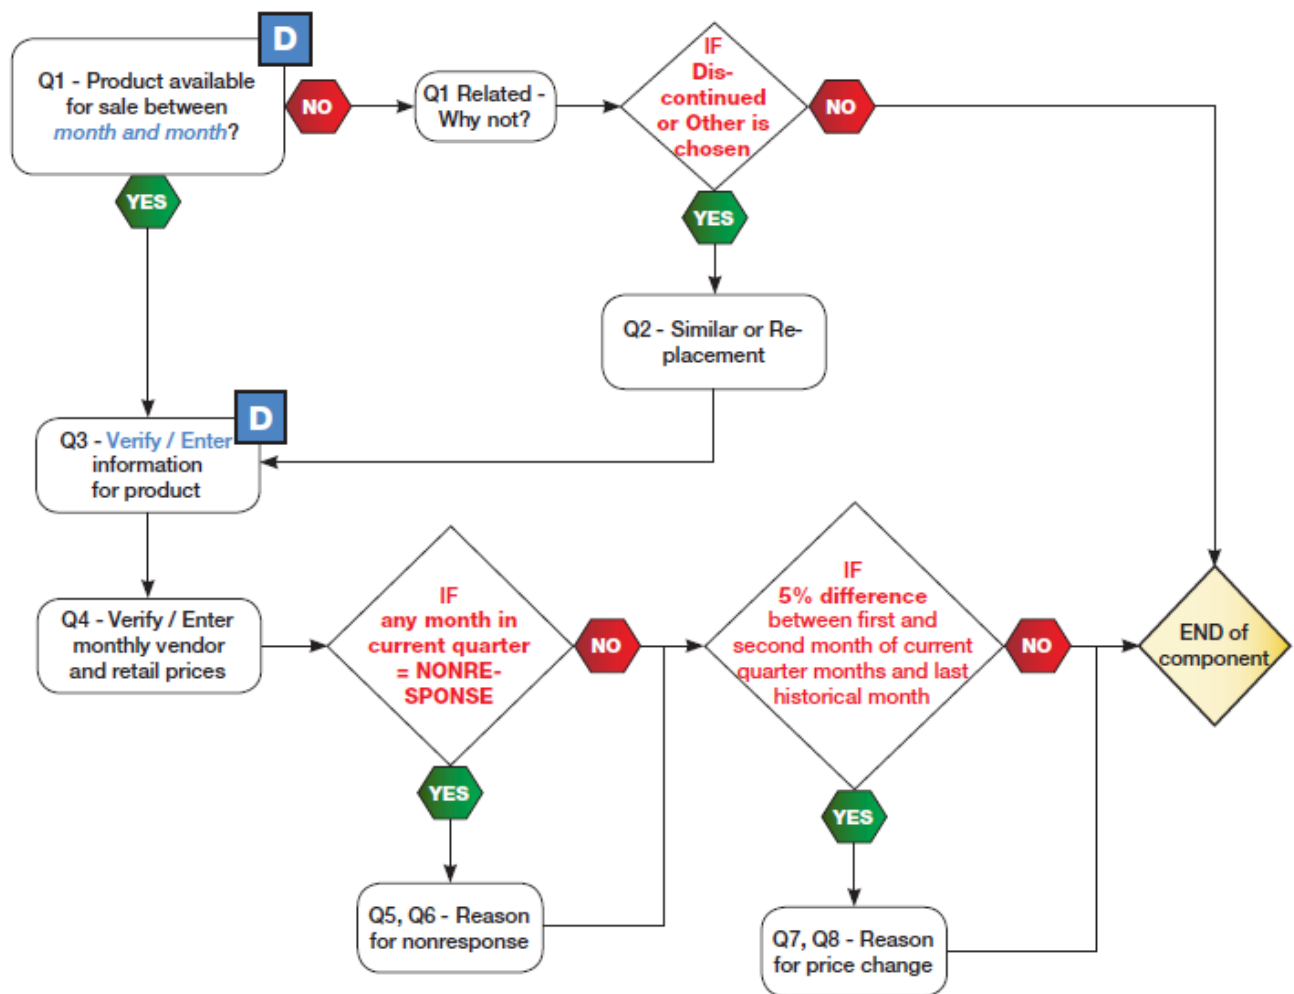 D
Q1 - Product available
for sale between
month and month?
NO
Q1 Related -
Why not?
IF
Dis-
continued
or Other is
chosen
NO
YES
YES
Q2 - Similar or Re-
placement
D
Q3 - Verify / Enter
information
for product
Q4 - Verify / Enter
monthly vendor
and retail prices
IF
any month in
current quarter
= NONRE-
SPONSE
NO
IF
5% difference
between first and
second month of current
quarter months and last
historical month
NO
END of
component
YES
YES
Q5, Q6 - Reason
for nonresponse
Q7, Q8 - Reason
for price change